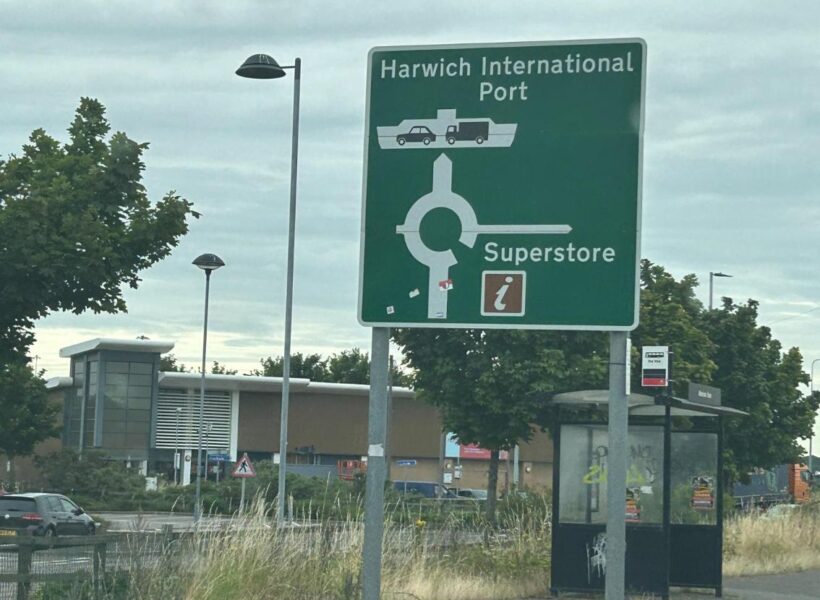 Harwich International
Port
Superstore
i